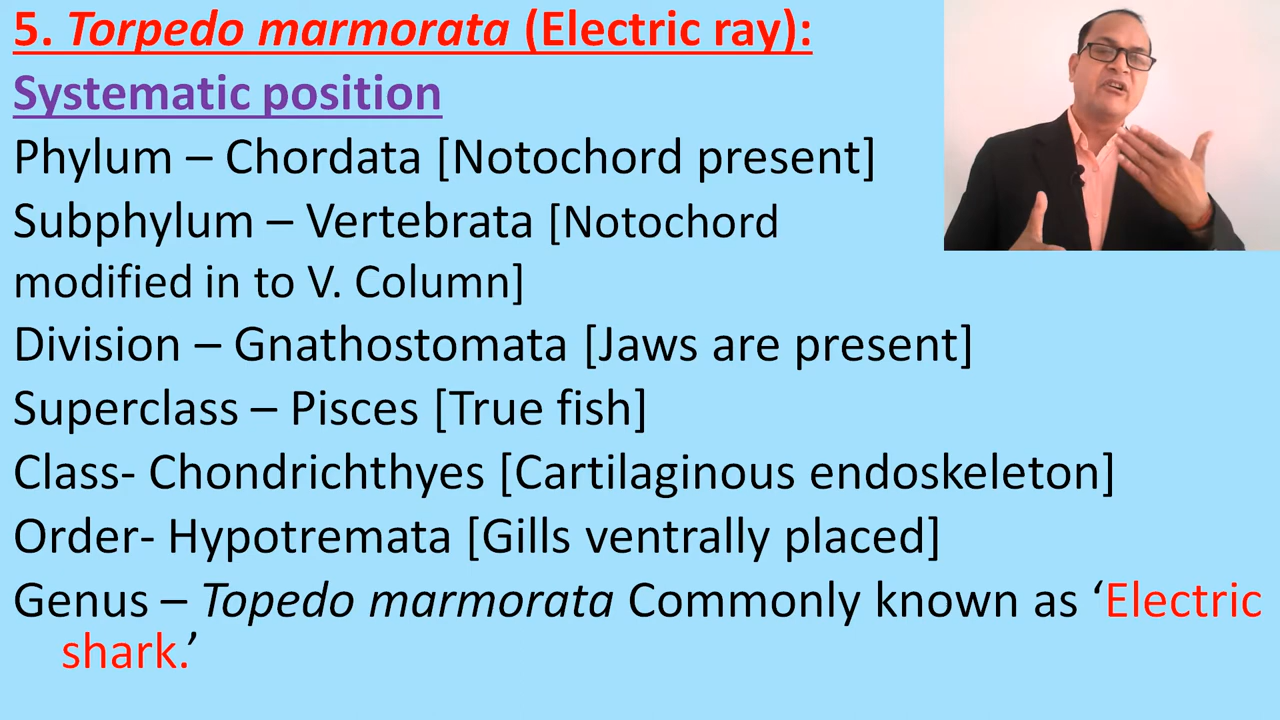 5. Torpedo marmorata (Electric ray):
Systematic position
Phylum – Chordata [Notochord present]
Subphylum – Vertebrata [Notochord
modified in to V. Column]
Division – Gnathostomata [Jaws are present]
Superclass – Pisces [True fish]
Class- Chondrichthyes [Cartilaginous endoskeleton]
Order- Hypotremata [Gills ventrally placed]
Genus – Topedo marmorata Commonly known as ‘Electric
shark.’